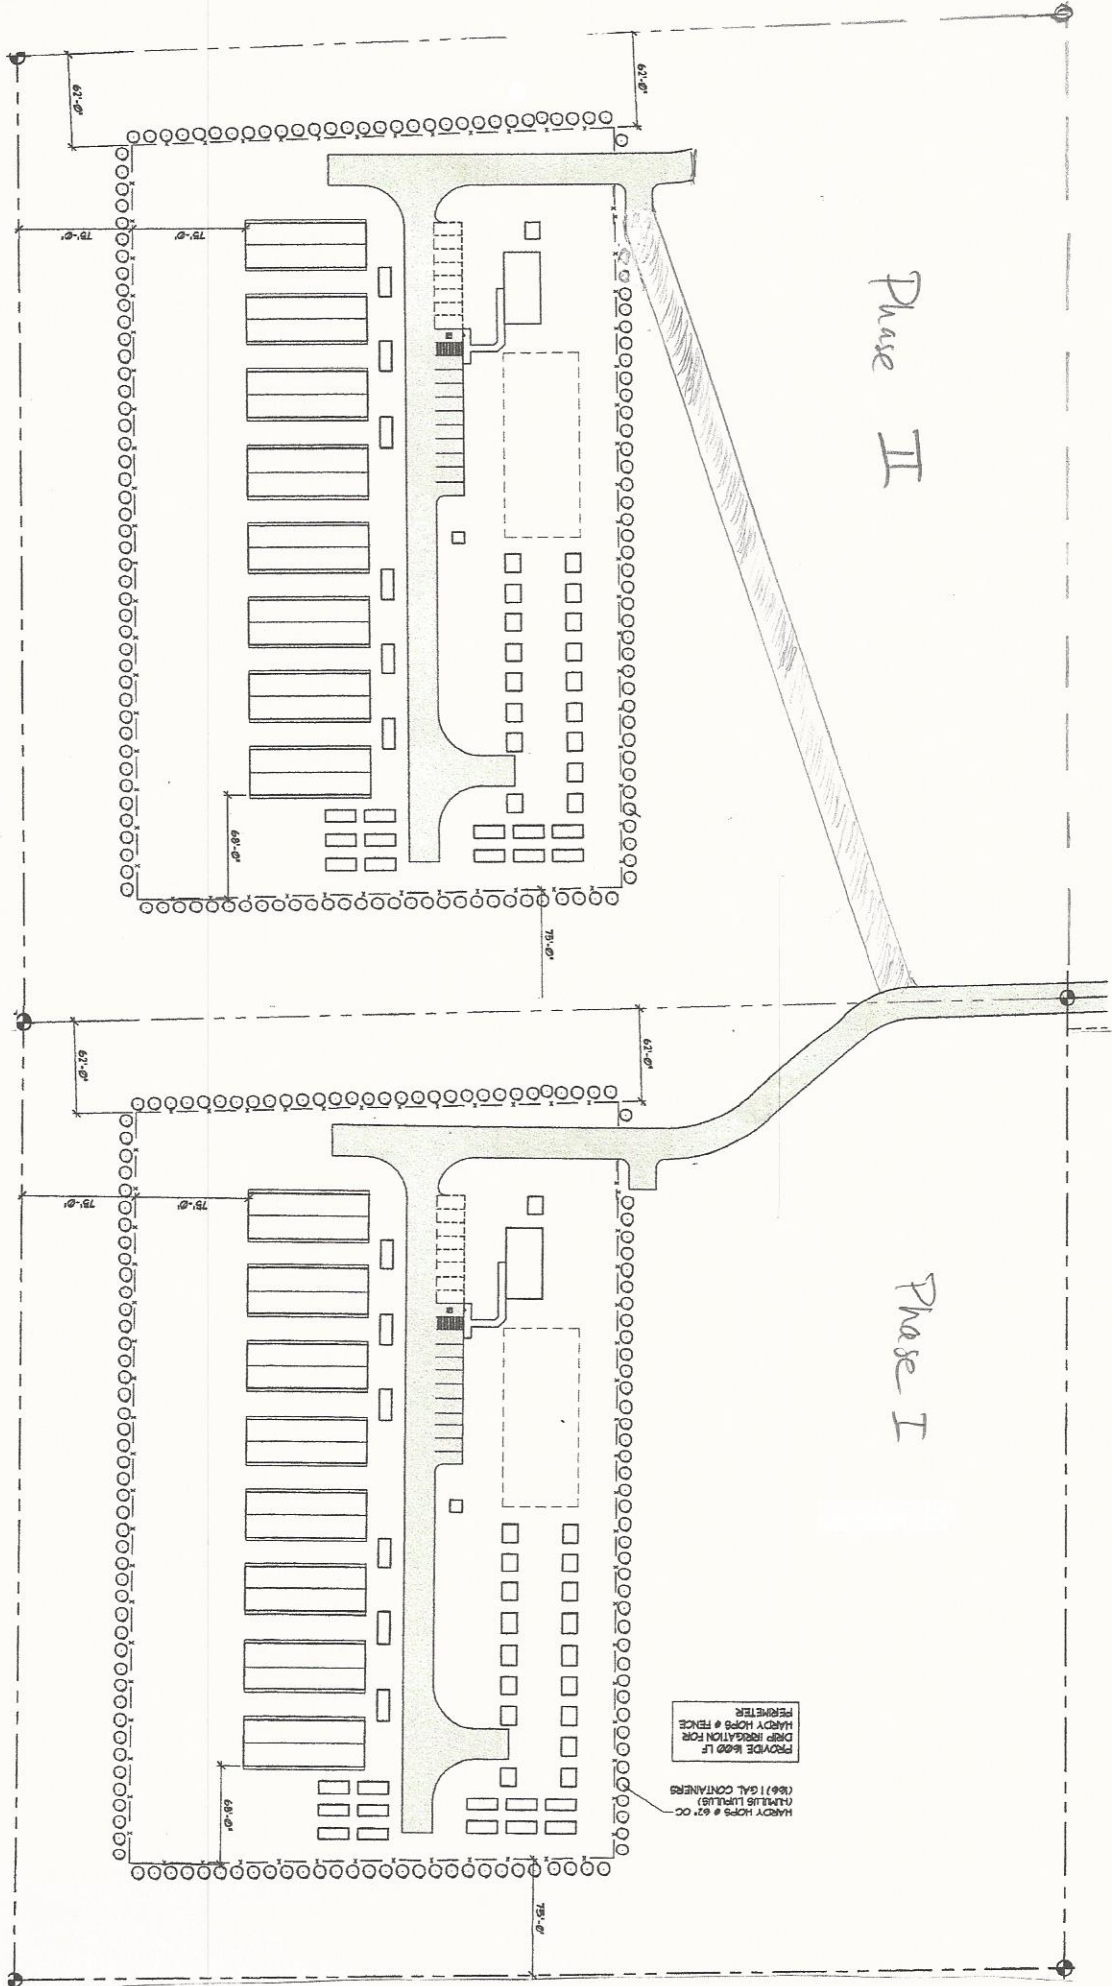 62'-0"
62'-0"
75'-0"
75'-0"
Phase II
68'-0"
75'-0"
62'-0"
62'-0"
75'-0"
75'-0"
Phase I
PROVIDE 1600 LF
DRIP IRRIGATION FOR
HARDY HOPS @ FENCE
PERIMETER
HARDY HOPS @ 62" OC
(HUMULUS LUPULUS)
(166) 1 GAL CONTAINERS
68'-0"
75'-0"